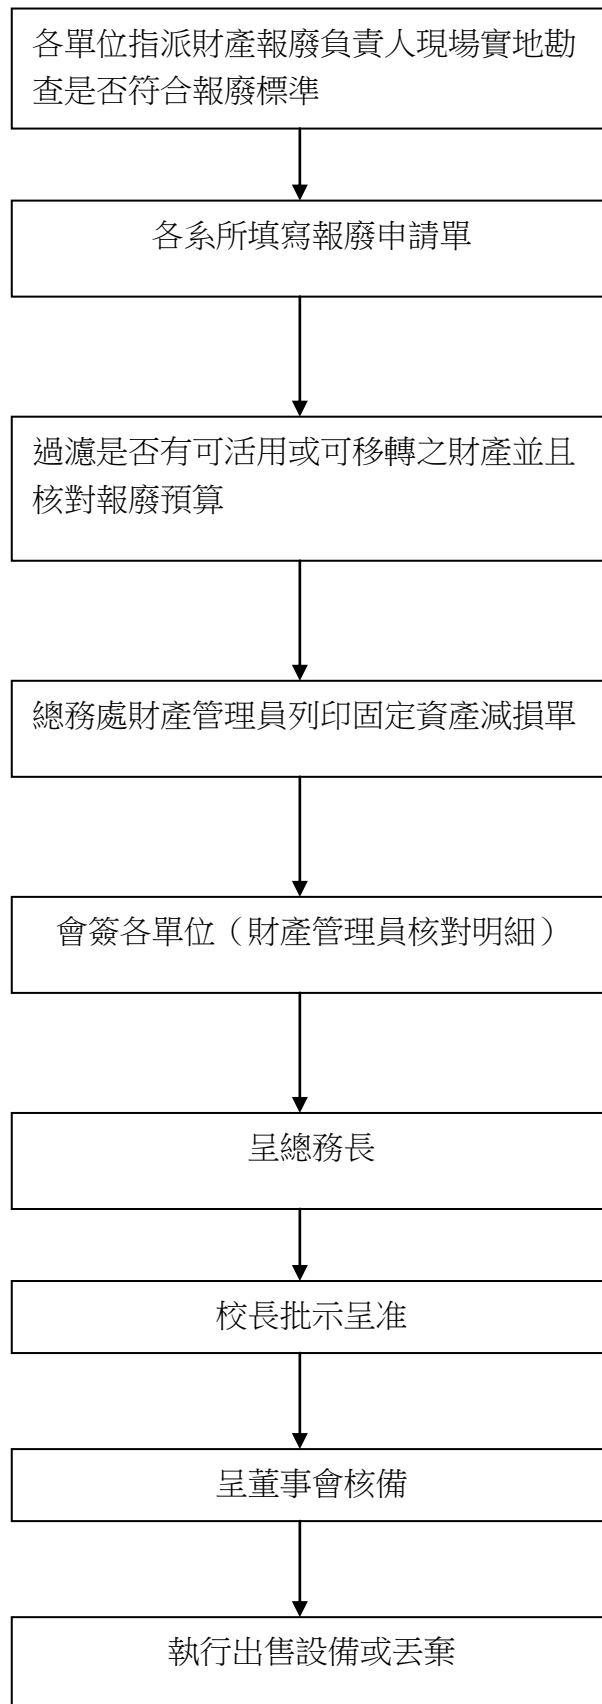 各單位指派財產報廢負責人現場實地勘
查是否符合報廢標準
各系所填寫報廢申請單
過濾是否有可活用或可移轉之財產並且
核對報廢預算
總務處財產管理員列印固定資產減損單
會簽各單位（財產管理員核對明細）
呈總務長
校長批示呈准
呈董事會核備
執行出售設備或丟棄